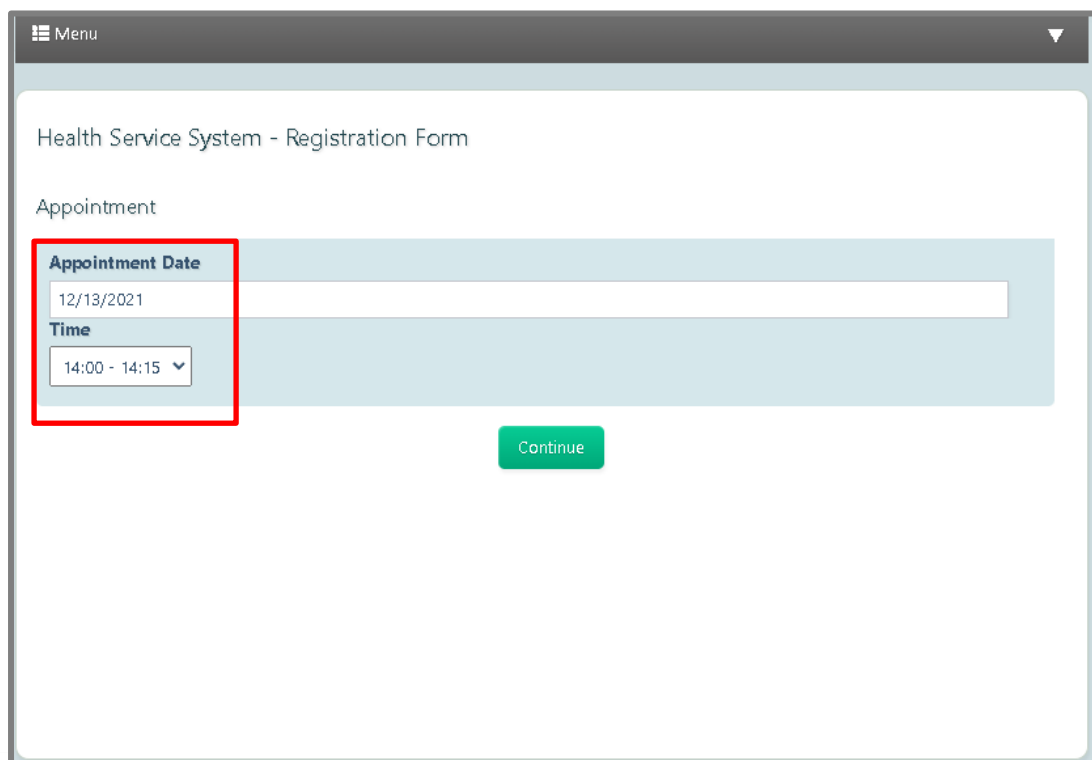 Menu
Health Service System - Registration Form
Appointment
Appointment Date
12/13/2021
Time
14:00 - 14:15
Continue